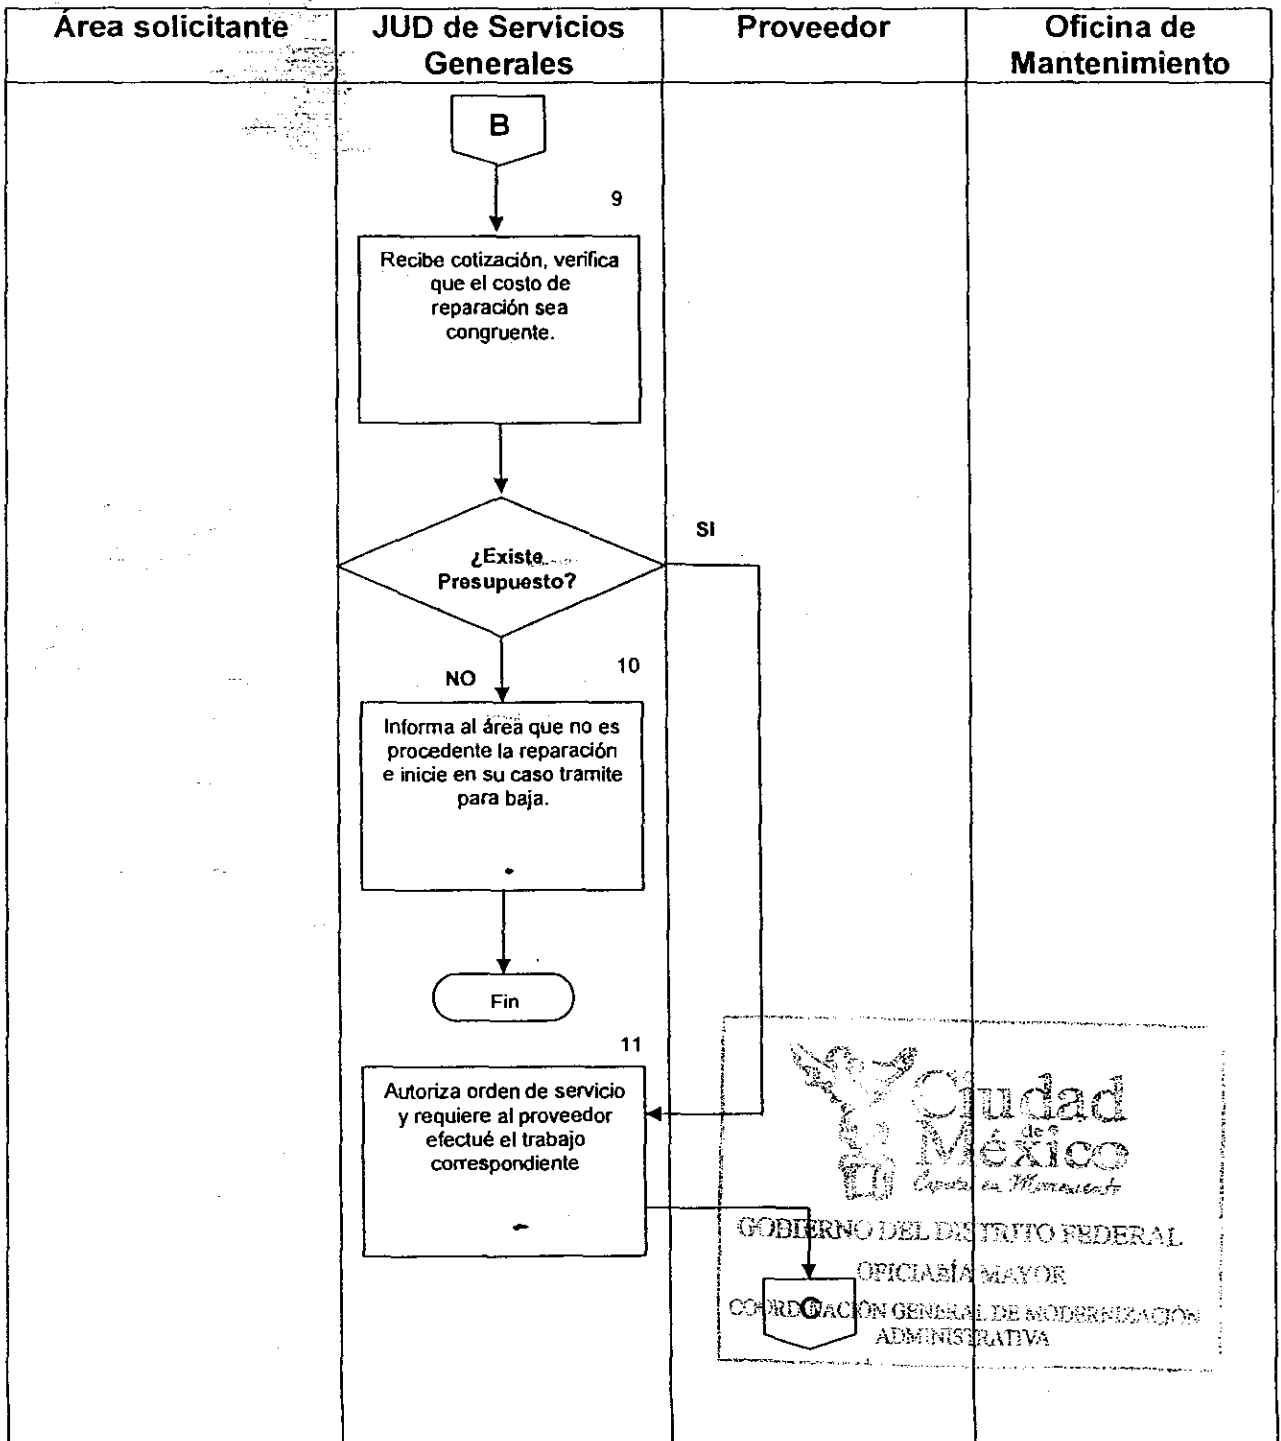 Área solicitante
JUD de Servicios
Generales
Proveedor
Oficina de
Mantenimiento
B
9
Recibe cotización, verifica
que el costo de
reparación sea
congruente.
¿Existe
Presupuesto?
SI
NO
10
Informa al área que no es
procedente la reparación
e inicie en su caso tramite
para baja.
Fin
11
Autoriza orden de servicio
y requiere al proveedor
efectué el trabajo
correspondiente
Ciudad
de
México
Capital en Movimiento
GOBIERNO DEL DISTRITO FEDERAL
OFICIALÍA MAYOR
C
COORDINACIÓN GENERAL DE MODERNIZACIÓN
ADMINISTRATIVA